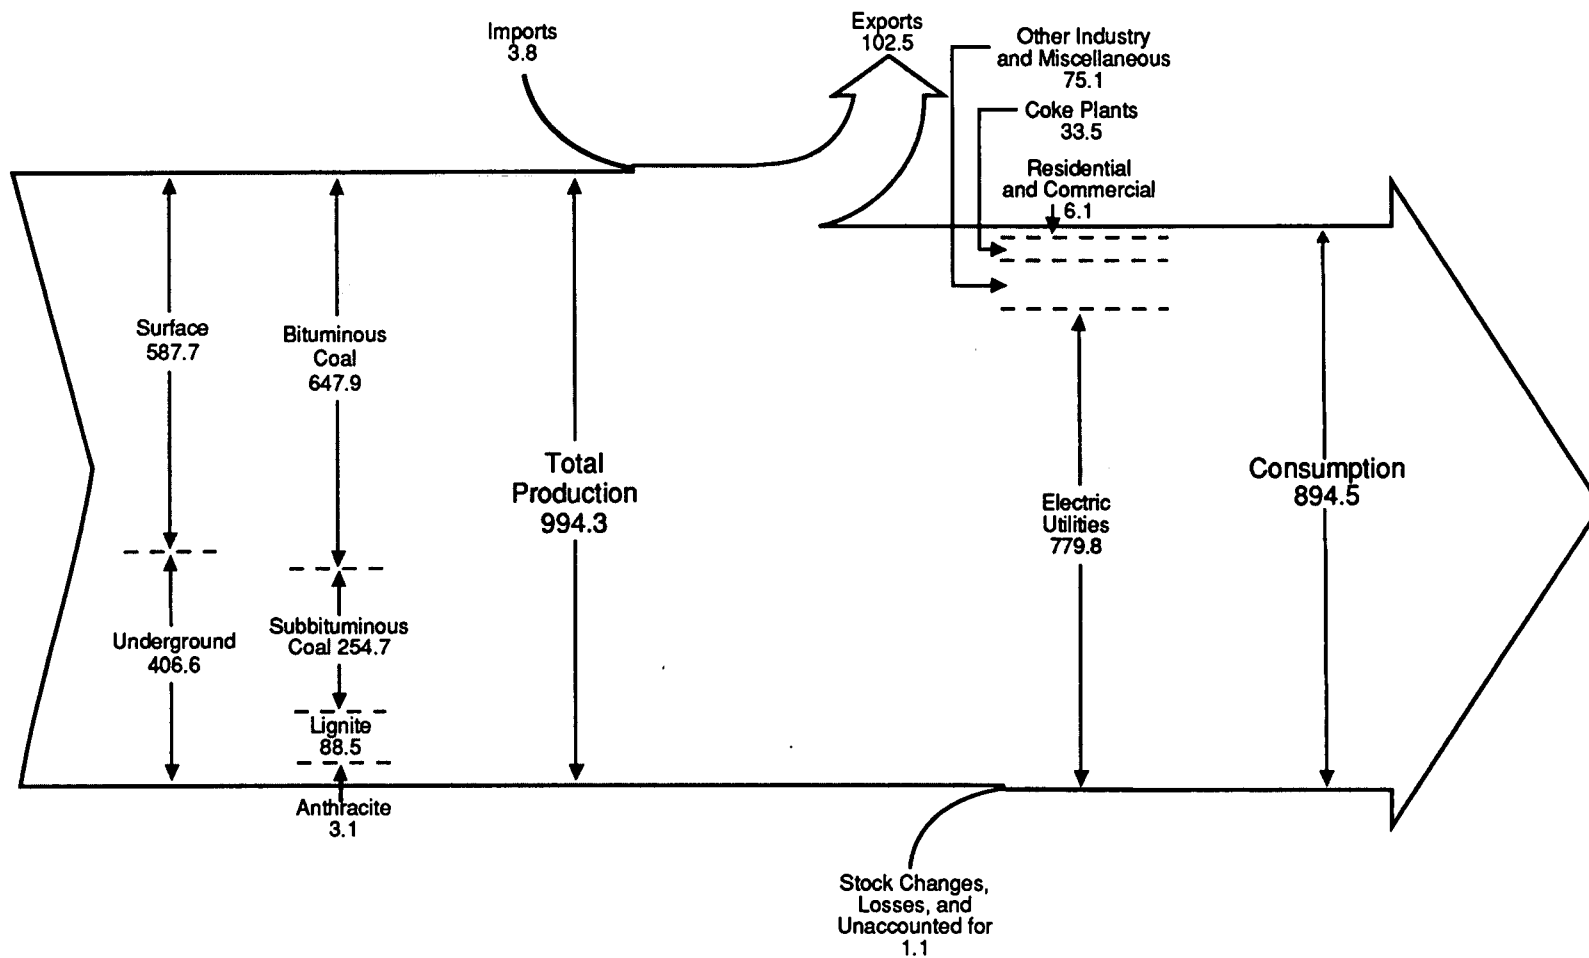 Imports
3.8
Exports
102.5
Other Industry
and Miscellaneous
75.1
Coke Plants
33.5
Residential
and Commercial
6.1
Surface
587.7
Bituminous
Coal
647.9
Total
Production
994.3
Consumption
894.5
Electric
Utilities
779.8
Underground
406.6
Subbituminous
Coal 254.7
Lignite
88.5
Anthracite
3.1
Stock Changes,
Losses, and
Unaccounted for
1.1